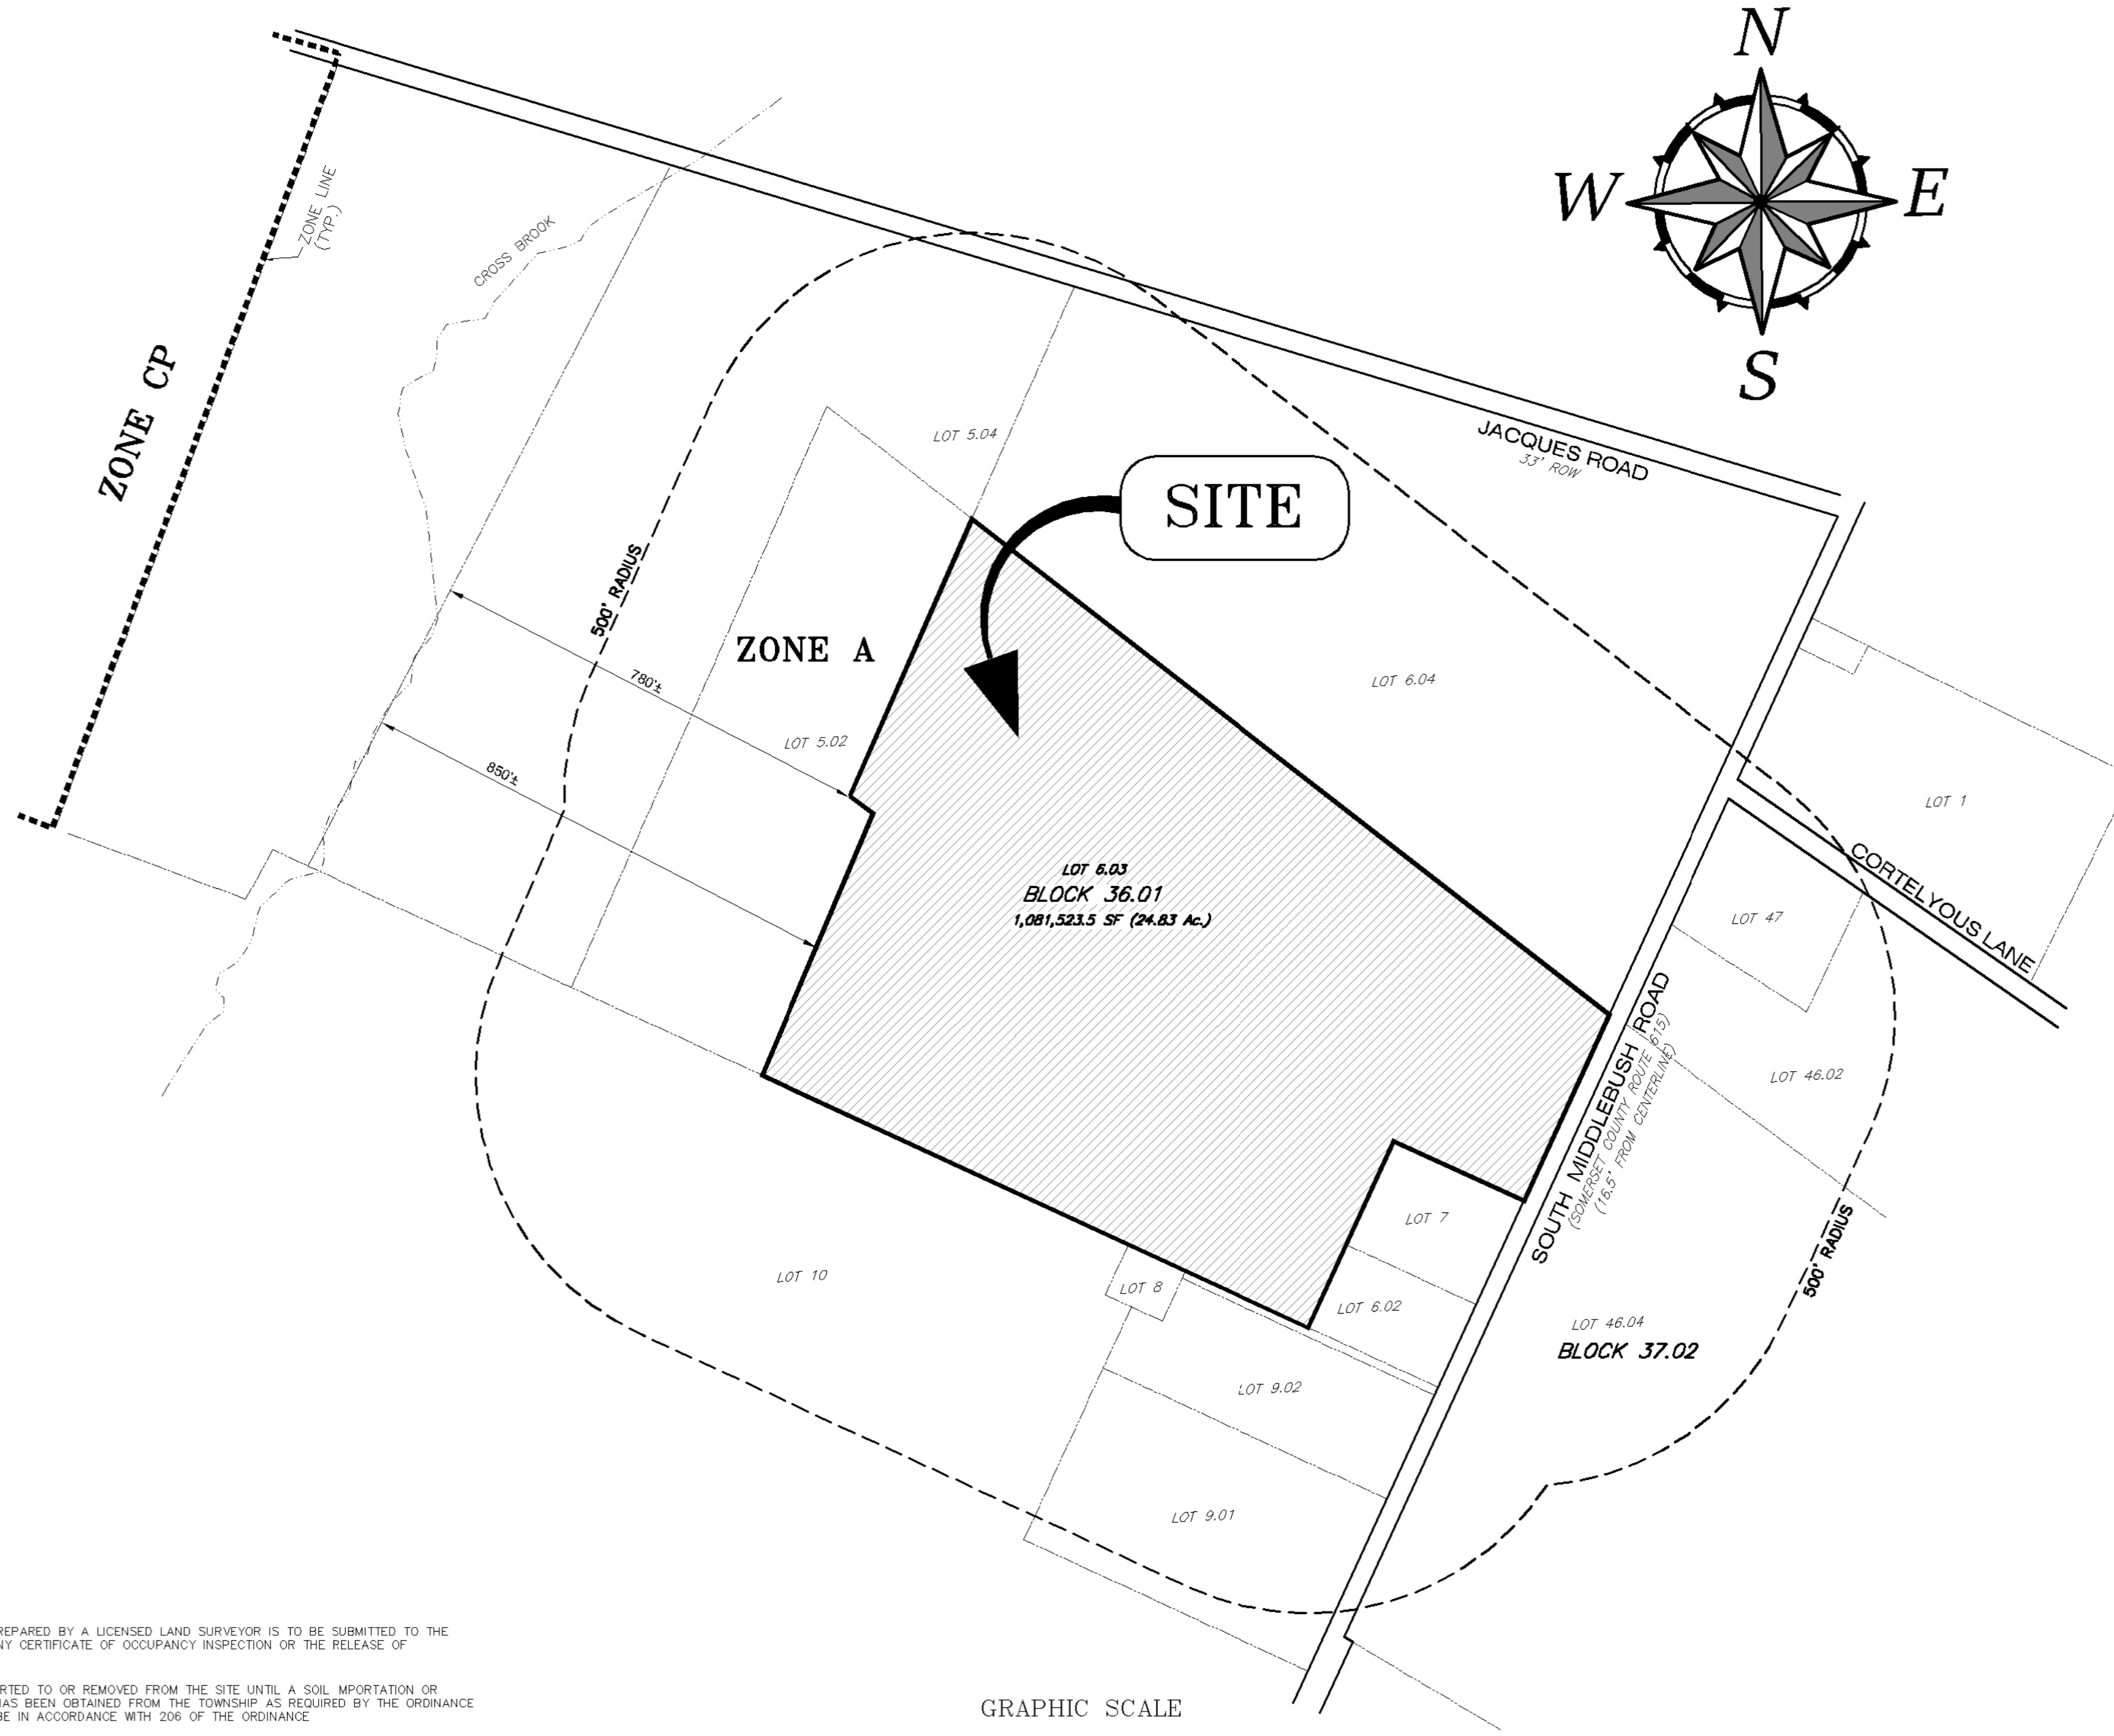 N
W
E
S
ZONE LINE
(TYP.)
CROSS BROOK
ZONE CP
LOT 5.04
JACQUES ROAD
33' ROW
SITE
500' RADIUS
ZONE A
780'±
LOT 6.04
LOT 5.02
850'±
LOT 1
LOT 6.03
BLOCK 36.01
1,081,523.5 SF (24.83 Ac.)
CORTELYOUS LANE
LOT 47
SOUTH MIDDLEBUSH ROAD
(SOMERSET COUNTY ROUTE 615)
(16.5' FROM CENTERLINE)
LOT 46.02
LOT 7
500' RADIUS
LOT 10
LOT 8
LOT 6.02
LOT 46.04
BLOCK 37.02
LOT 9.02
LOT 9.01
REPARED BY A LICENSED LAND SURVEYOR IS TO BE SUBMITTED TO THE
NY CERTIFICATE OF OCCUPANCY INSPECTION OR THE RELEASE OF
RTED TO OR REMOVED FROM THE SITE UNTIL A SOIL MPORTATION OR
HAS BEEN OBTAINED FROM THE TOWNSHIP AS REQUIRED BY THE ORDINANCE
BE IN ACCORDANCE WITH 206 OF THE ORDINANCE
GRAPHIC SCALE